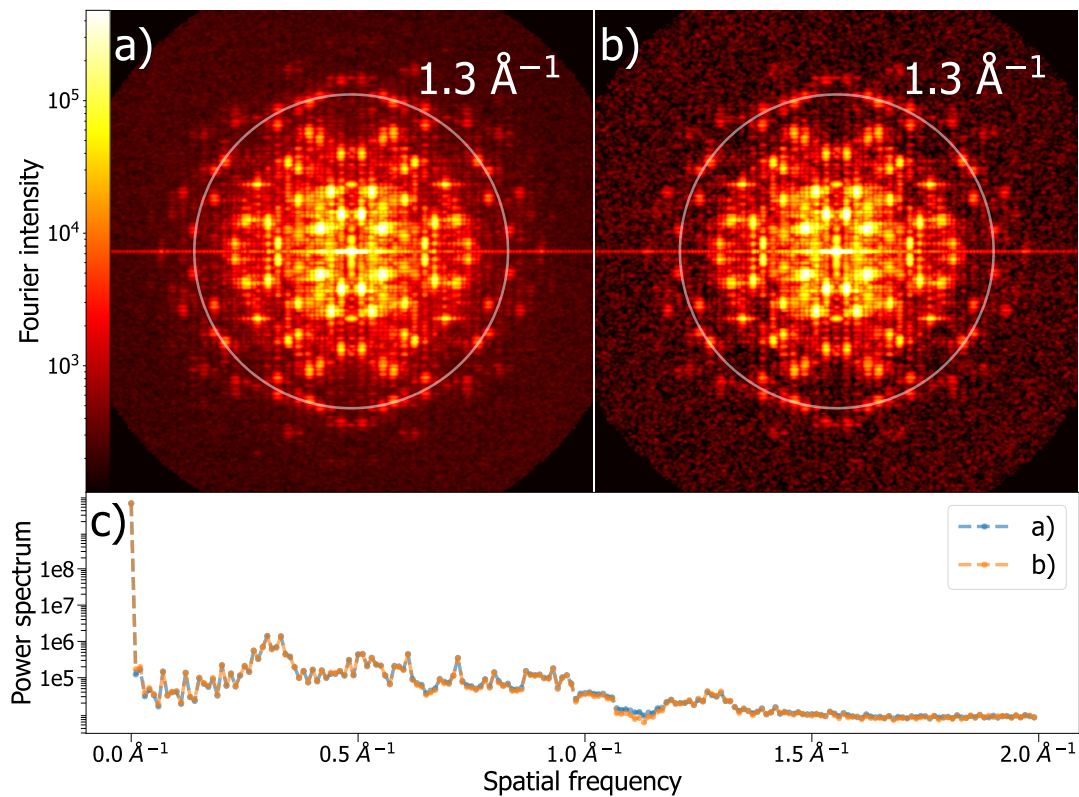 a)
1.3 Å⁻¹
b)
1.3 Å⁻¹
Fourier intensity
10⁵
10⁴
10³
c)
Power spectrum
1e8
1e7
1e6
1e5
a)
b)
0.0 Å⁻¹
0.5 Å⁻¹
1.0 Å⁻¹
1.5 Å⁻¹
2.0 Å⁻¹
Spatial frequency